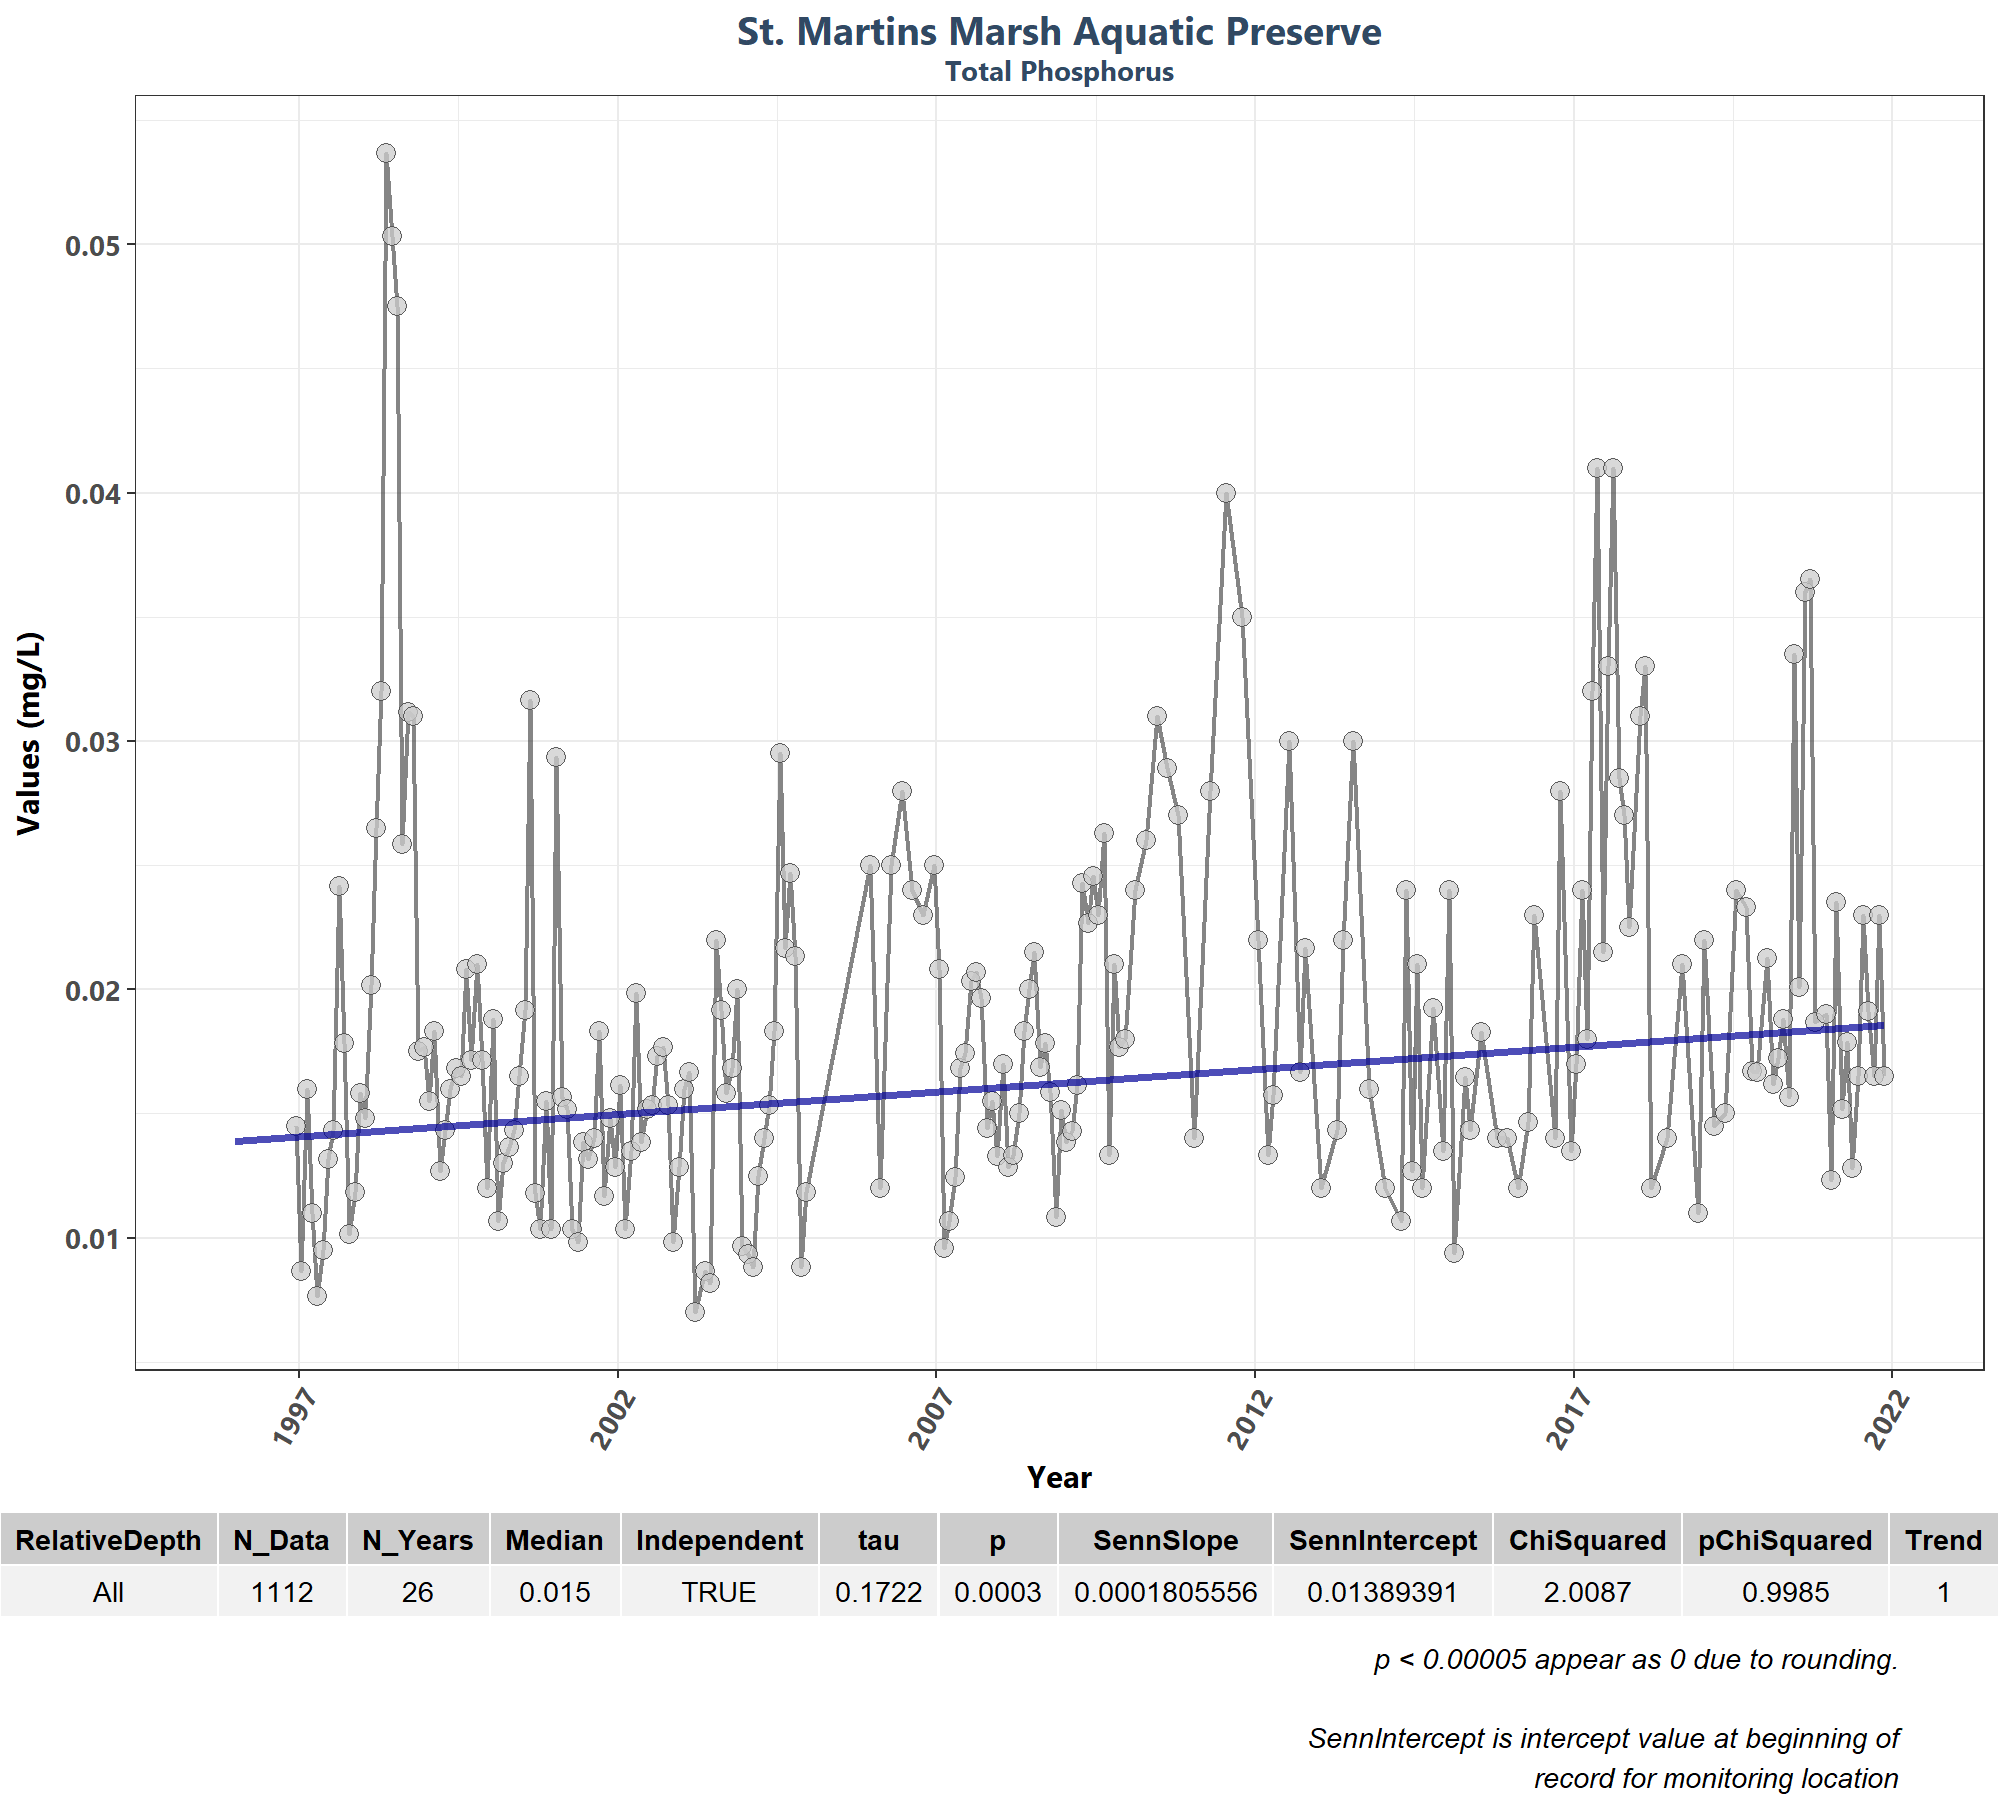 St. Martins Marsh Aquatic Preserve
Total Phosphorus
Values (mg/L)
0.05
0.04
0.03
0.02
0.01
1997 2002 2007 2012 2017 2022
Year
RelativeDepth N_Data N_Years Median Independent tau p SennSlope SennIntercept ChiSquared pChiSquared Trend
All 1112 26 0.015 TRUE 0.1722 0.0003 0.0001805556 0.01389391 2.0087 0.9985 1
p < 0.00005 appear as 0 due to rounding.
SennIntercept is intercept value at beginning of
record for monitoring location